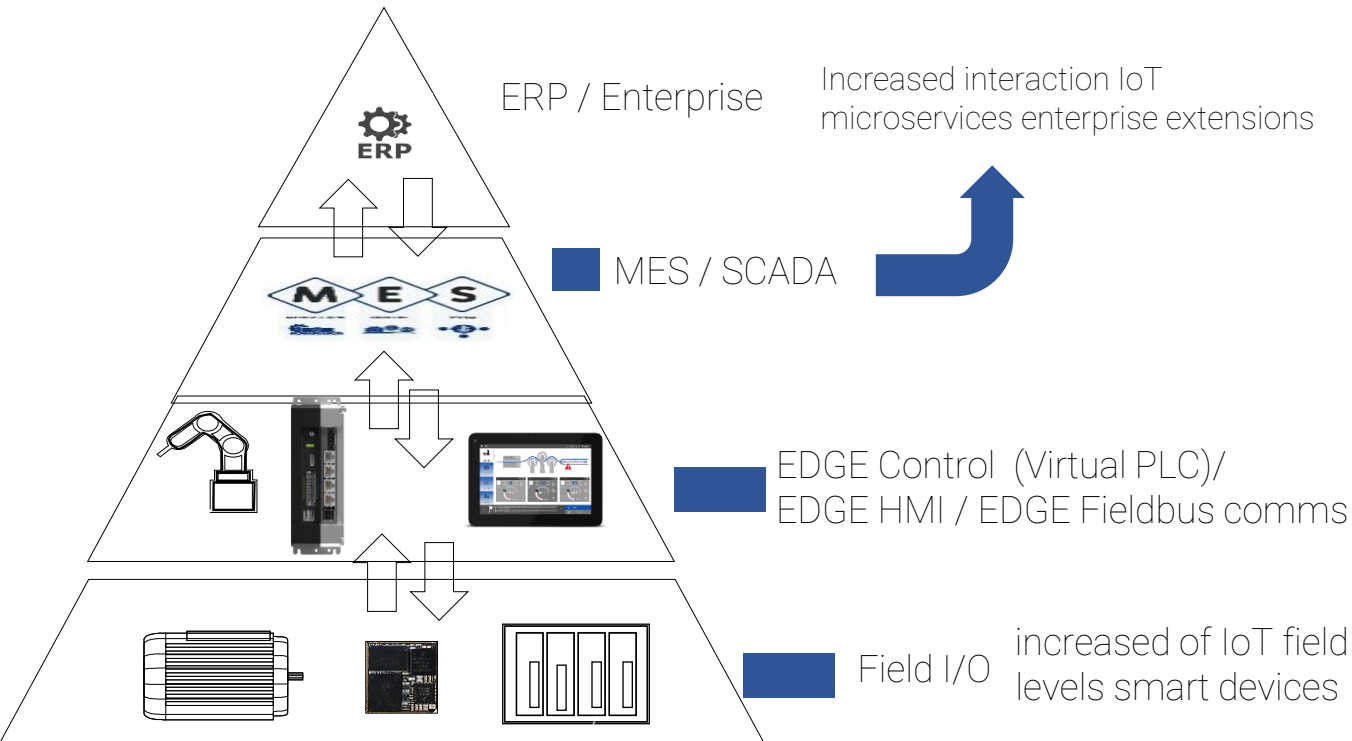 ERP / Enterprise
Increased interaction IoT
microservices enterprise extensions
ERP
MES / SCADA
M E S
EDGE Control (Virtual PLC)/
EDGE HMI / EDGE Fieldbus comms
Field I/O
increased of IoT field
levels smart devices